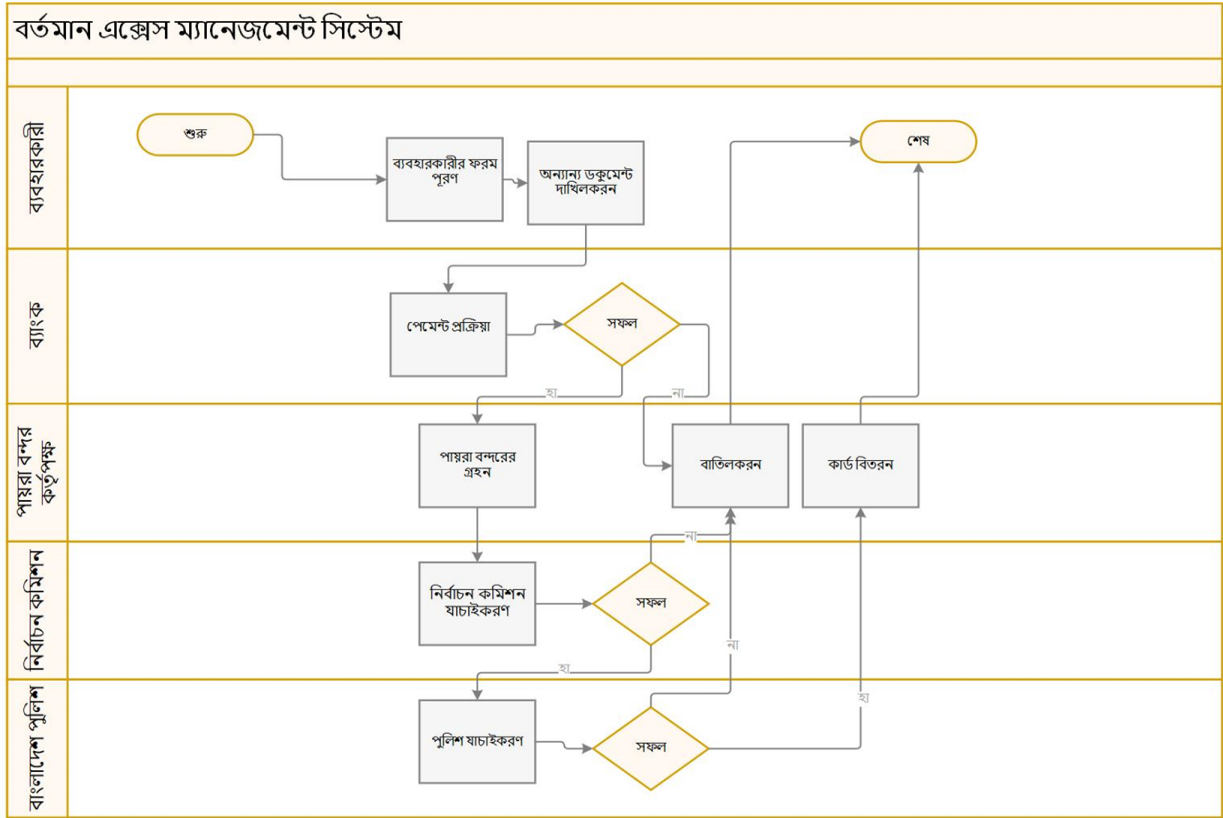 বর্তমান এক্সেস ম্যানেজমেন্ট সিস্টেম
ব্যবহারকারী
শুরু
ব্যবহারকারীর ফরম
পূরণ
অন্যান্য ডকুমেন্ট
দাখিলকরন
শেষ
ব্যাংক
পেমেন্ট প্রক্রিয়া
সফল
হা
না
পায়রা বন্দর
কর্তৃপক্ষ
পায়রা বন্দরের
গ্রহন
বাতিলকরন
কার্ড বিতরন
না
নির্বাচন কমিশন
নির্বাচন কমিশন
যাচাইকরণ
সফল
না
হা
বাংলাদেশ পুলিশ
পুলিশ যাচাইকরণ
সফল
হা